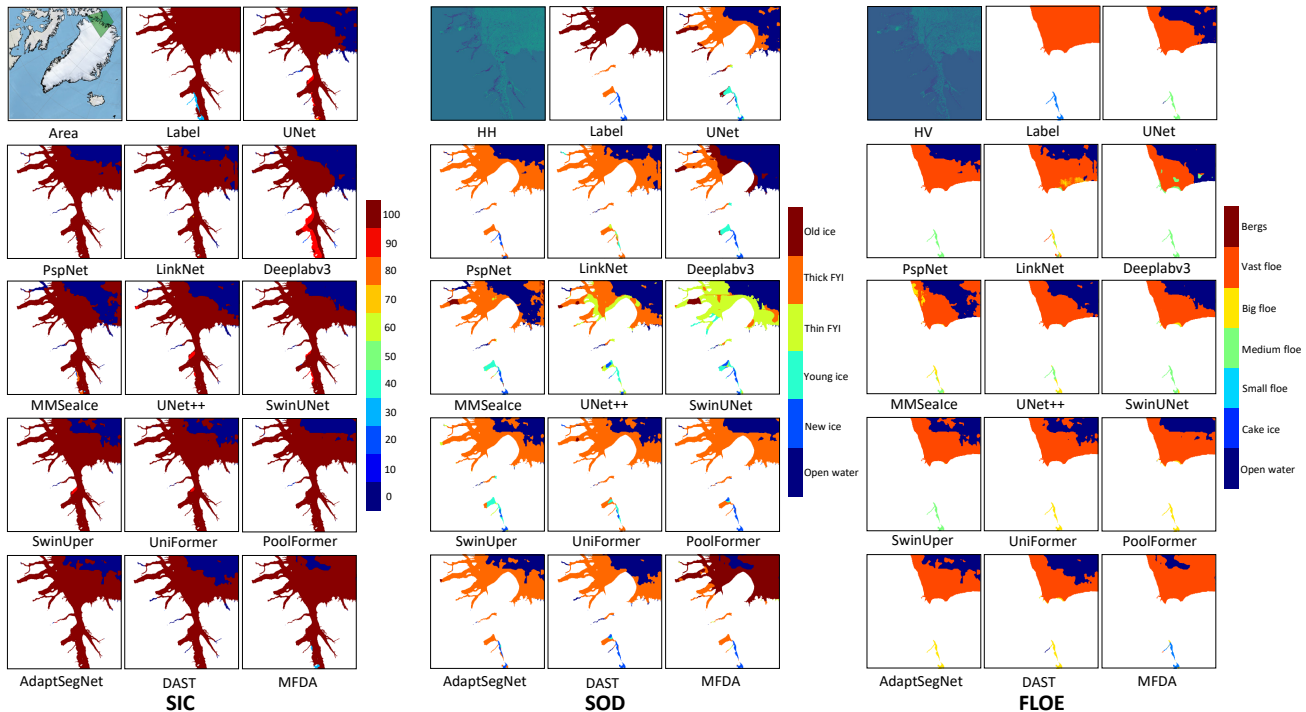 Area Label UNet HH Label UNet HV Label UNet
PspNet LinkNet Deeplabv3 PspNet LinkNet Deeplabv3 PspNet LinkNet Deeplabv3
100
90
80
70
60
50
40
30
20
10
0
Old ice
Thick FYI
Thin FYI
Young ice
New ice
Open water
Bergs
Vast floe
Big floe
Medium floe
Small floe
Cake ice
Open water
MMSeaIce UNet++ SwinUNet MMSeaIce UNet++ SwinUNet MMSeaIce UNet++ SwinUNet
SwinUper UniFormer PoolFormer SwinUper UniFormer PoolFormer SwinUper UniFormer PoolFormer
AdaptSegNet DAST MFDA AdaptSegNet DAST MFDA AdaptSegNet DAST MFDA
SIC SOD FLOE